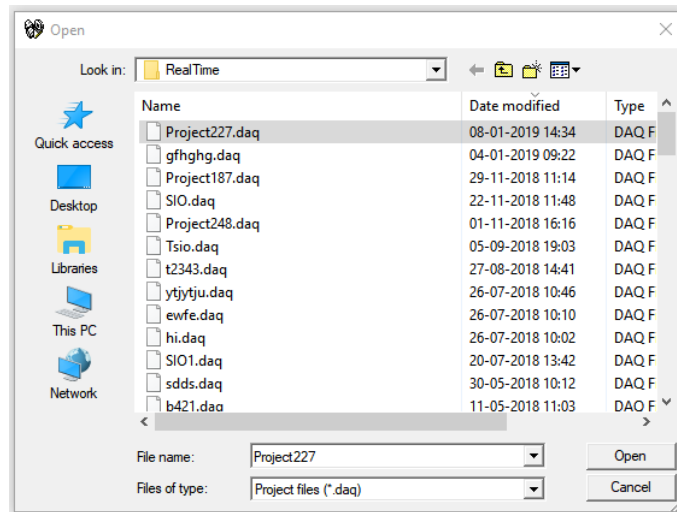 Open
Look in: RealTime
Name Date modified Type
Quick access
Desktop
Libraries
This PC
Network
Project227.daq 08-01-2019 14:34 DAQ F
gfhghg.daq 04-01-2019 09:22 DAQ F
Project187.daq 29-11-2018 11:14 DAQ F
SIO.daq 22-11-2018 11:48 DAQ F
Project248.daq 01-11-2018 16:16 DAQ F
Tsio.daq 05-09-2018 19:03 DAQ F
t2343.daq 27-08-2018 14:41 DAQ F
ytjytju.daq 26-07-2018 10:46 DAQ F
ewfe.daq 26-07-2018 10:10 DAQ F
hi.daq 26-07-2018 10:02 DAQ F
SIO1.daq 20-07-2018 13:42 DAQ F
sdds.daq 30-05-2018 10:12 DAQ F
b421.daq 11-05-2018 11:03 DAQ F
File name: Project227 Open
Files of type: Project files (*.daq) Cancel